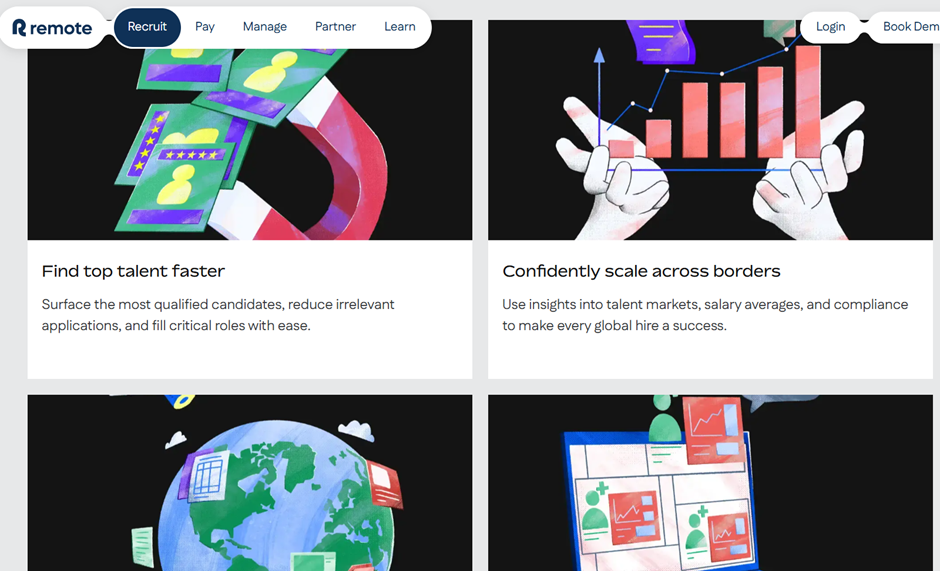 remote
Recruit
Pay
Manage
Partner
Learn
Login
Book Dem
Find top talent faster
Surface the most qualified candidates, reduce irrelevant
applications, and fill critical roles with ease.
Confidently scale across borders
Use insights into talent markets, salary averages, and compliance
to make every global hire a success.